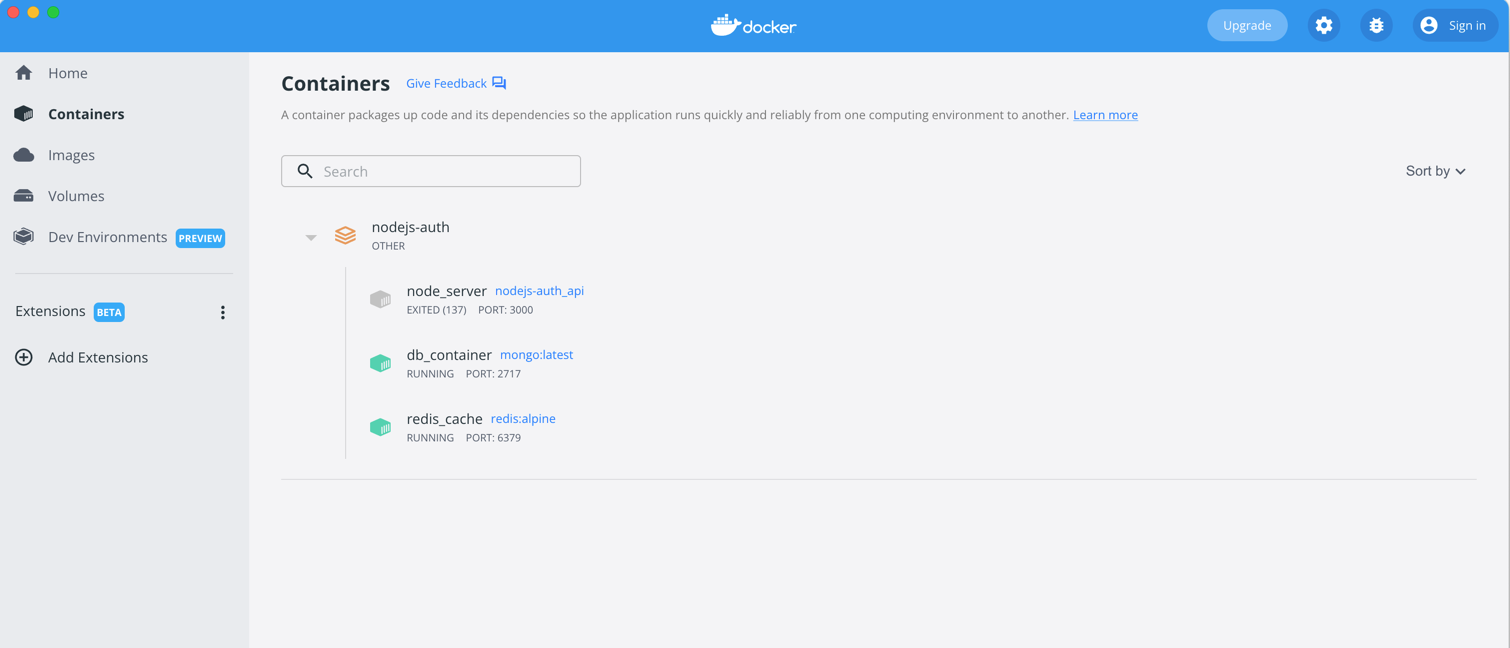 docker
Upgrade
Sign in
Home
Containers
Images
Volumes
Dev Environments PREVIEW
Extensions BETA
Add Extensions
Containers Give Feedback
A container packages up code and its dependencies so the application runs quickly and reliably from one computing environment to another. Learn more
Search
Sort by
nodejs-auth
OTHER
node_server nodejs-auth_api
EXITED (137) PORT: 3000
db_container mongo:latest
RUNNING PORT: 2717
redis_cache redis:alpine
RUNNING PORT: 6379